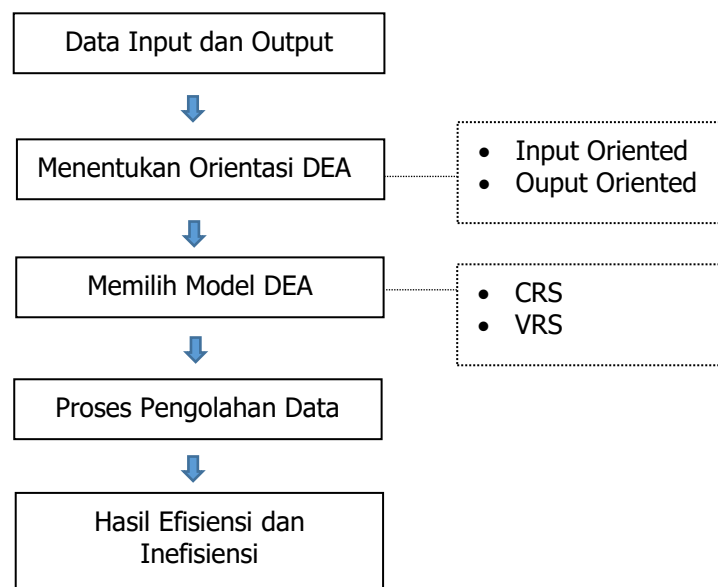 Data Input dan Output
Menentukan Orientasi DEA
• Input Oriented
• Ouput Oriented
Memilih Model DEA
• CRS
• VRS
Proses Pengolahan Data
Hasil Efisiensi dan
Inefisiensi